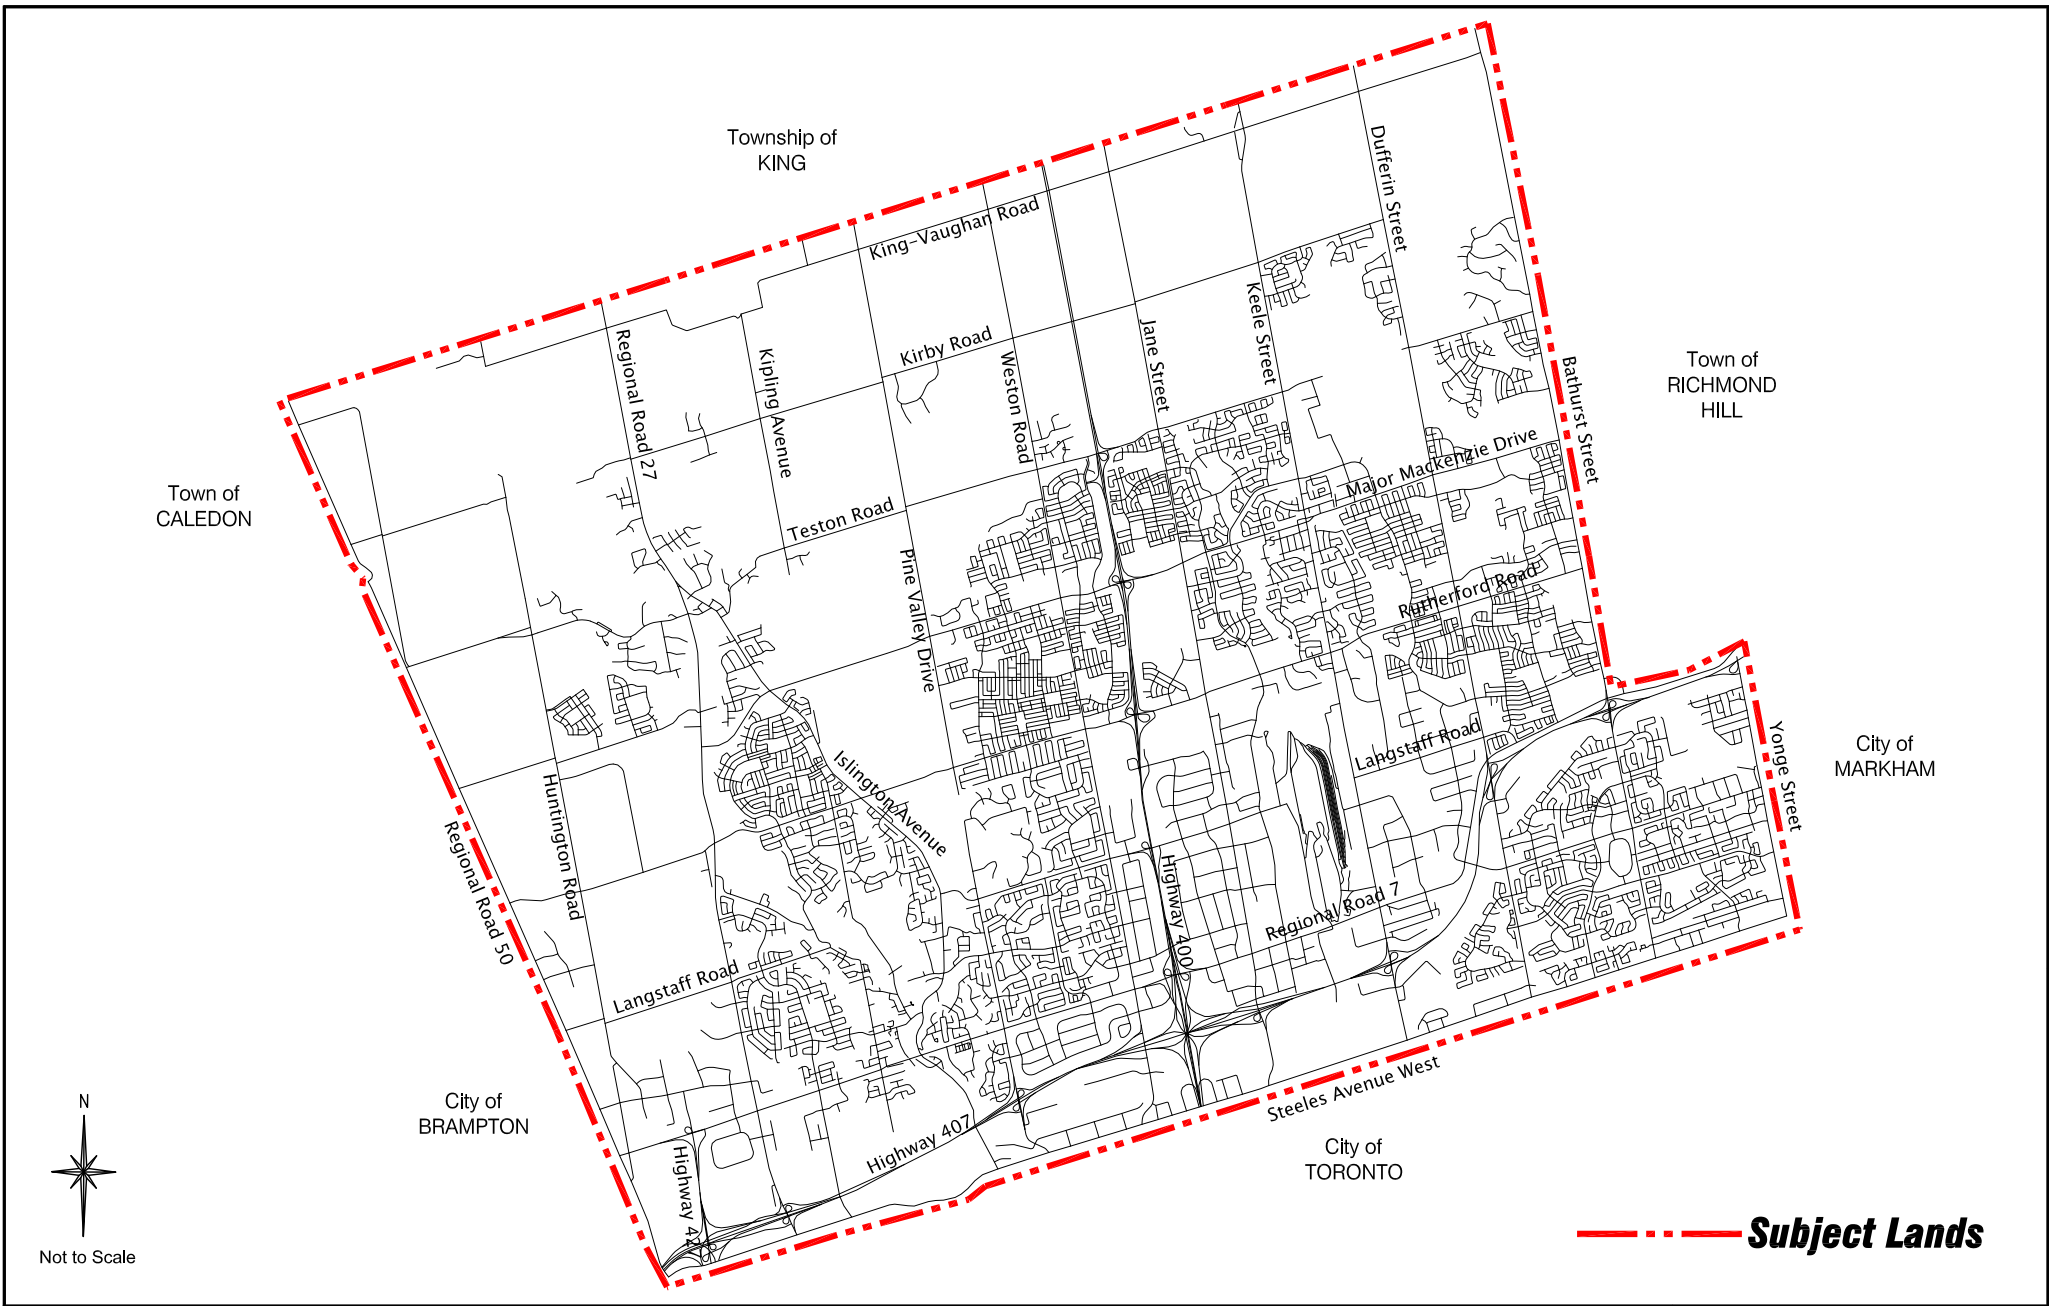 Township of
KING
Dufferin Street
King-Vaughan Road
Keele Street
Jane Street
Kirby Road
Weston Road
Regional Road 27
Kipling Avenue
Bathurst Street
Town of
RICHMOND
HILL
Major Mackenzie Drive
Town of
CALEDON
Teston Road
Pine Valley Drive
Rutherford Road
Langstaff Road
Yonge Street
City of
MARKHAM
Islington Avenue
Huntington Road
Regional Road 50
Highway 400
Regional Road 7
Langstaff Road
Steeles Avenue West
City of
BRAMPTON
N
Not to Scale
Highway 407
Highway 427
City of
TORONTO
Subject Lands